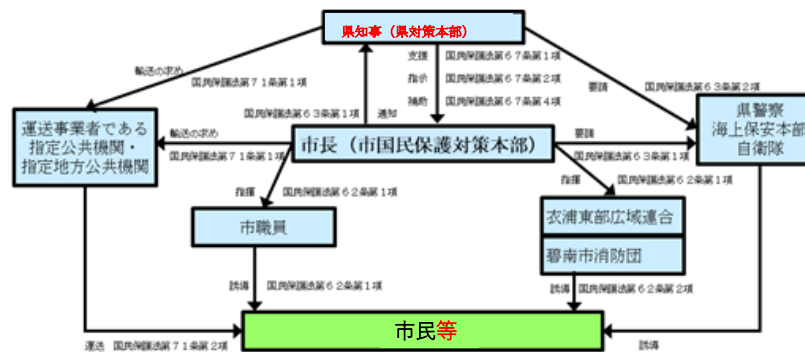 県知事（県対策本部）
輸送の求め
国民保護法第７１条第１項
支援 国民保護法第６７条第１項
指示 国民保護法第６７条第２項
補助 国民保護法第６７条第４項
要請
国民保護法第６３条第２項
国民保護法第６３条第１項 通知
運送事業者である
指定公共機関・
指定地方公共機関
輸送の求め
国民保護法第７１条第１項
市長（市国民保護対策本部）
要請
国民保護法第６３条第１項
県警察
海上保安本部
自衛隊
指揮 国民保護法第６２条第１項
指揮 国民保護法第６２条第１項
市職員
衣浦東部広域連合
碧南市消防団
誘導 国民保護法第６２条第１項
誘導 国民保護法第６２条第２項
市民等
運送 国民保護法第７１条第２項
誘導